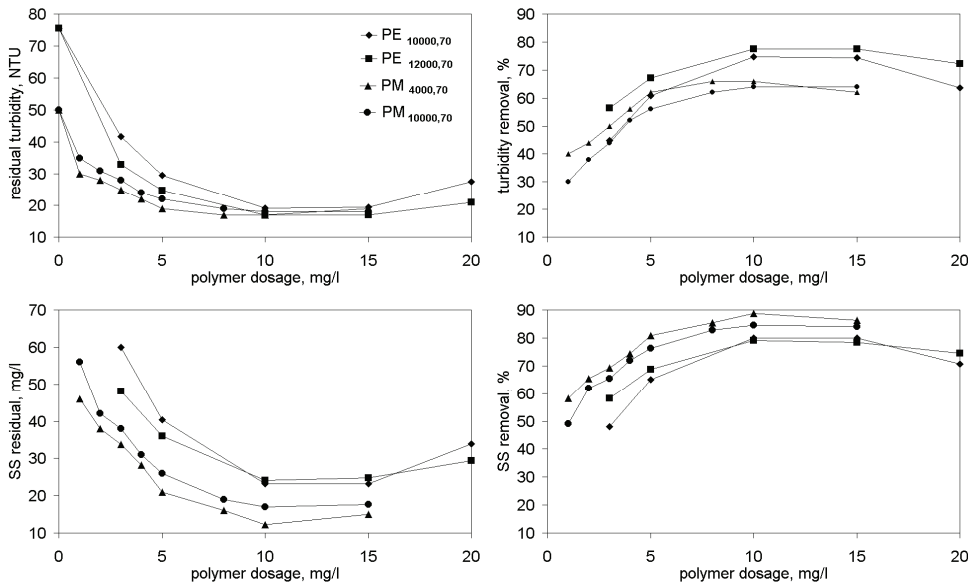 80
70
60
50
40
30
20
10
residual turbidity, NTU
PE 10000,70
PE 12000,70
PM 4000,70
PM 10000,70
0 5 10 15 20
polymer dosage, mg/l
90
80
70
60
50
40
30
20
10
turbidity removal, %
0 5 10 15 20
polymer dosage, mg/l
70
60
50
40
30
20
10
SS residual, mg/l
0 5 10 15 20
polymer dosage, mg/l
90
80
70
60
50
40
30
20
10
SS removal, %
0 5 10 15 20
polymer dosage, mg/l